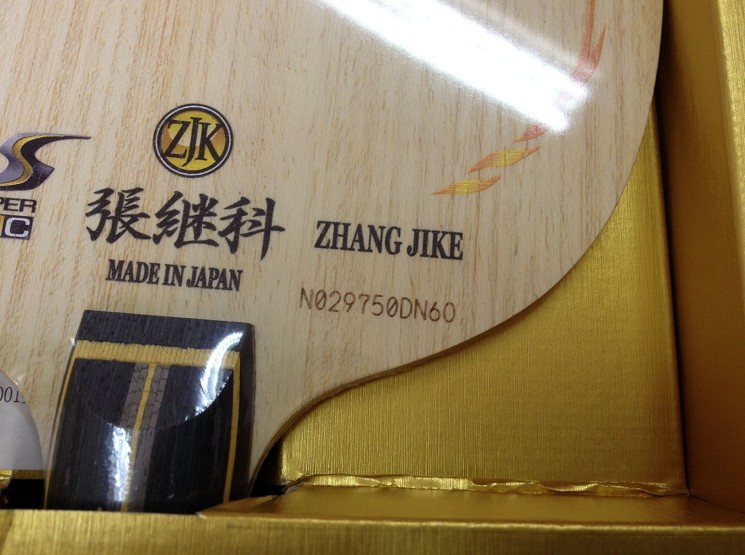 ZJK
張継科
ZHANG JIKE
MADE IN JAPAN
N029750DN60